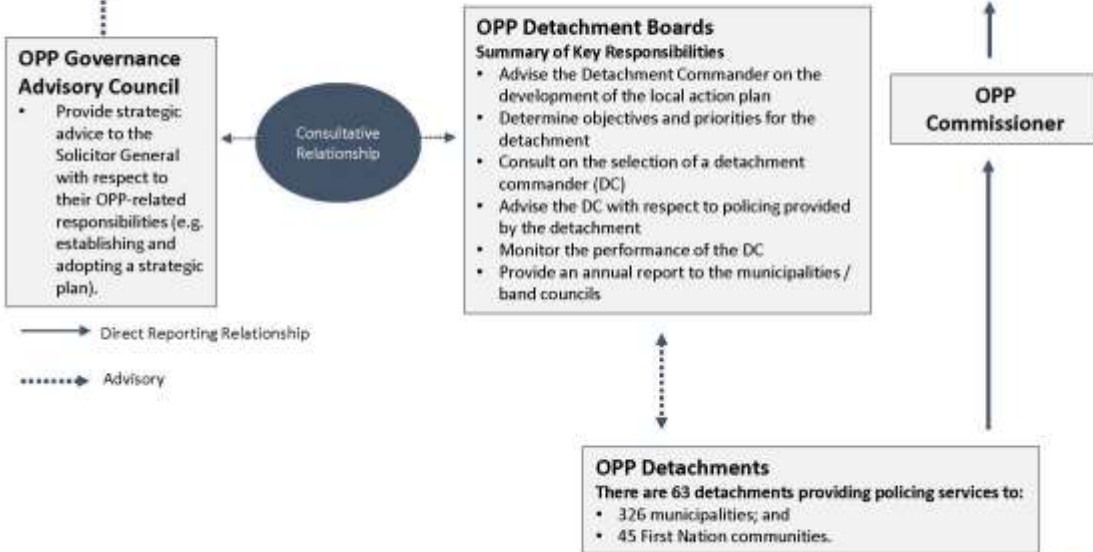 OPP Governance
Advisory Council
• Provide strategic
advice to the
Solicitor General
with respect to
their OPP-related
responsibilities (e.g.
establishing and
adopting a strategic
plan).
Consultative
Relationship
OPP Detachment Boards
Summary of Key Responsibilities
• Advise the Detachment Commander on the
development of the local action plan
• Determine objectives and priorities for the
detachment
• Consult on the selection of a detachment
commander (DC)
• Advise the DC with respect to policing provided
by the detachment
• Monitor the performance of the DC
• Provide an annual report to the municipalities /
band councils
OPP
Commissioner
Direct Reporting Relationship
Advisory
OPP Detachments
There are 63 detachments providing policing services to:
• 326 municipalities; and
• 45 First Nation communities.